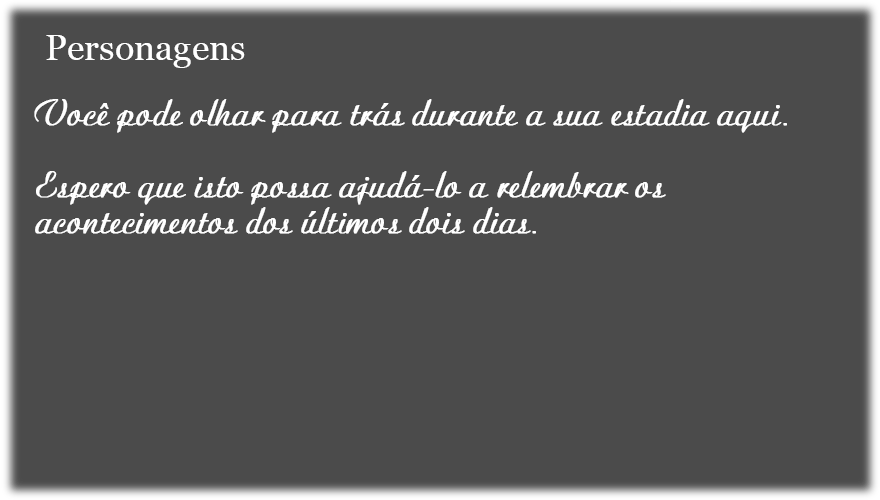 Personagens
Você pode olhar para trás durante a sua estadia aqui.
Espero que isto possa ajudá-lo a relembrar os
acontecimentos dos últimos dois dias.